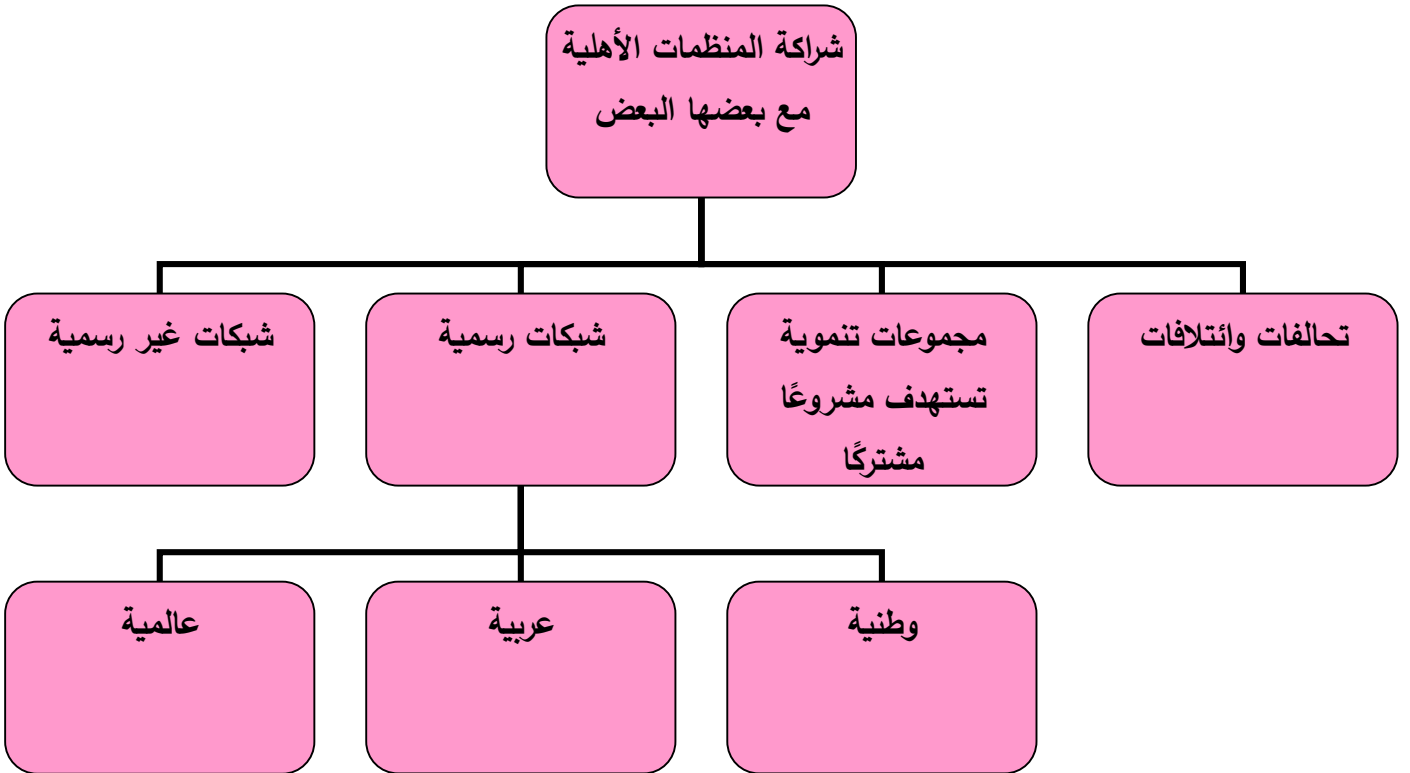 شراكة المنظمات الأهلية
مع بعضها البعض
تحالفات وائتلافات
مجموعات تنموية
تستهدف مشروعًا
مشتركًا
شبكات رسمية
شبكات غير رسمية
وطنية
عربية
عالمية